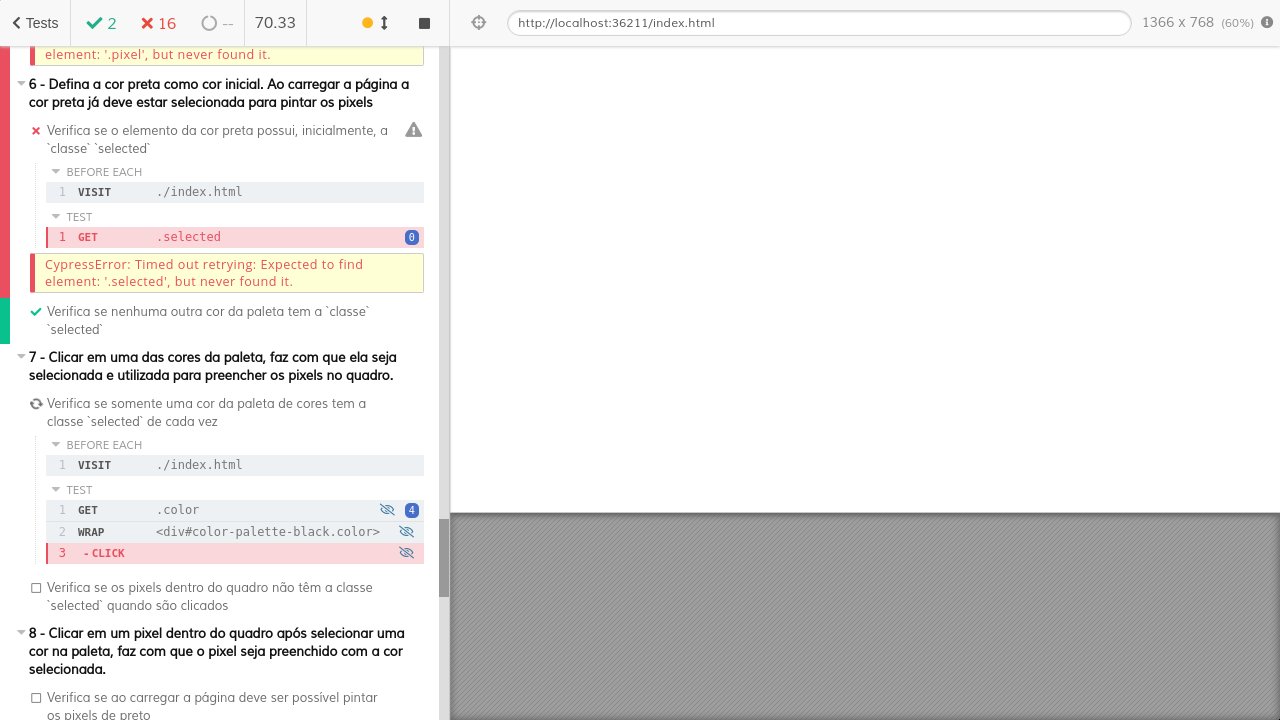 Tests
2
16
--
70.33
http://localhost:36211/index.html
1366 x 768 (60%)
element: '.pixel', but never found it.
6 - Defina a cor preta como cor inicial. Ao carregar a página a
cor preta já deve estar selecionada para pintar os pixels
Verifica se o elemento da cor preta possui, inicialmente, a
`classe` `selected`
BEFORE EACH
1 VISIT ./index.html
TEST
1 GET .selected 0
CypressError: Timed out retrying: Expected to find
element: '.selected', but never found it.
Verifica se nenhuma outra cor da paleta tem a `classe`
`selected`
7 - Clicar em uma das cores da paleta, faz com que ela seja
selecionada e utilizada para preencher os pixels no quadro.
Verifica se somente uma cor da paleta de cores tem a
classe `selected` de cada vez
BEFORE EACH
1 VISIT ./index.html
TEST
1 GET .color 4
2 WRAP <div#color-palette-black.color>
3 - CLICK
Verifica se os pixels dentro do quadro não têm a classe
`selected` quando são clicados
8 - Clicar em um pixel dentro do quadro após selecionar uma
cor na paleta, faz com que o pixel seja preenchido com a cor
selecionada.
Verifica se ao carregar a página deve ser possível pintar
os pixels de preto